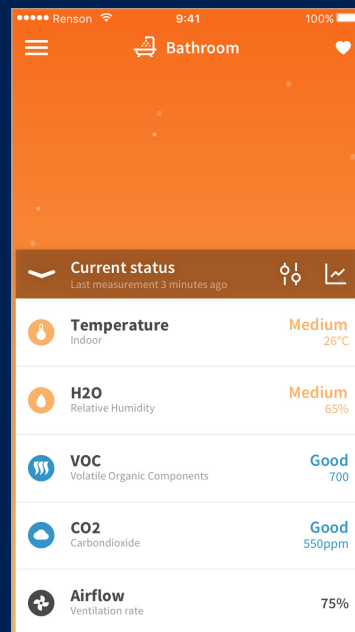 Renson 9:41 100%
Bathroom
Current status
Last measurement 3 minutes ago
Temperature Medium
Indoor 26°C
H2O Medium
Relative Humidity 65%
VOC Good
Volatile Organic Components 700
CO2 Good
Carbondioxide 550ppm
Airflow 75%
Ventilation rate